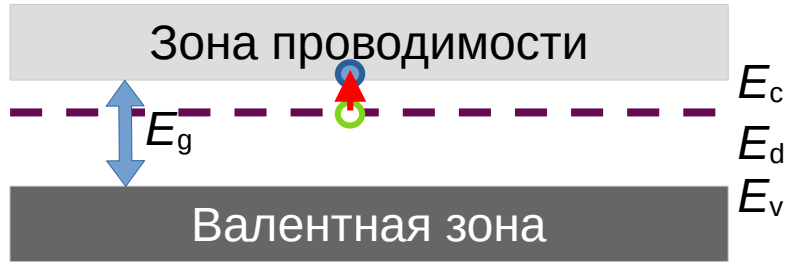 Зона проводимости
Ec
Eg
Ed
Ev
Валентная зона